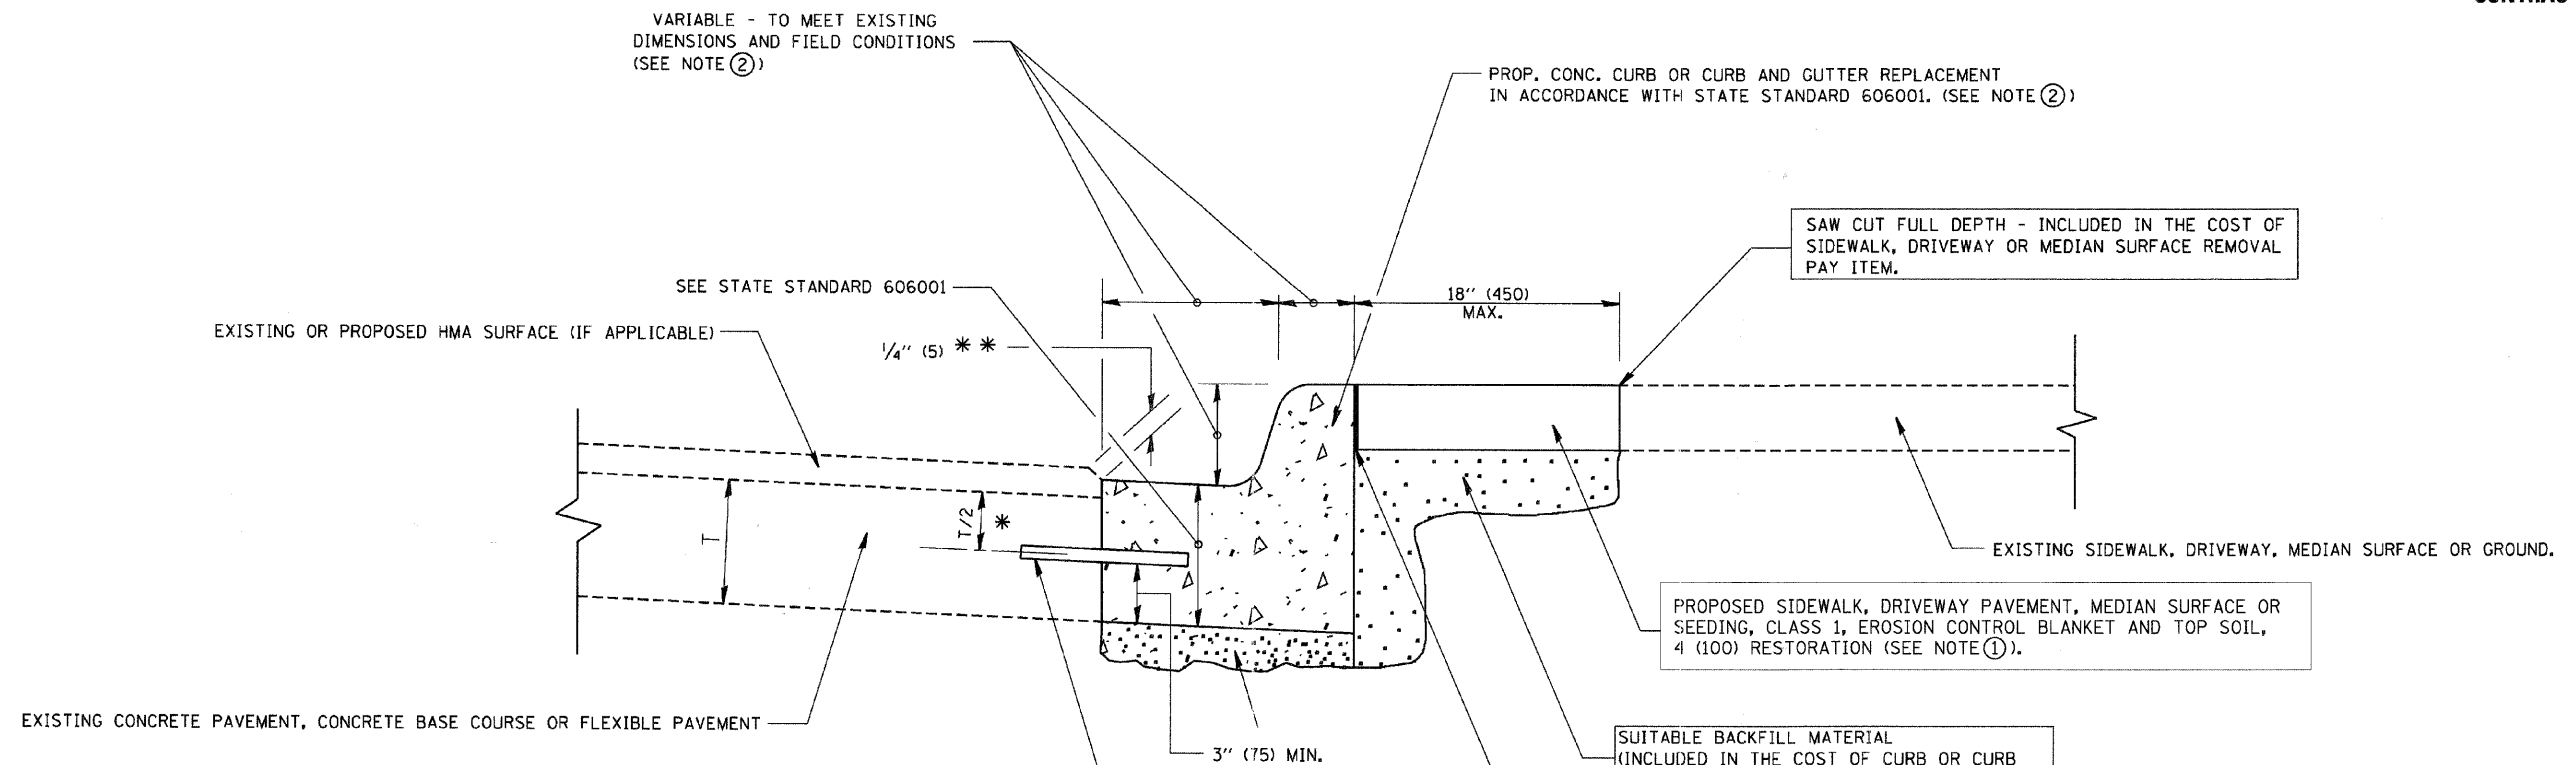 VARIABLE - TO MEET EXISTING
DIMENSIONS AND FIELD CONDITIONS
(SEE NOTE ②)
PROP. CONC. CURB OR CURB AND GUTTER REPLACEMENT
IN ACCORDANCE WITH STATE STANDARD 606001. (SEE NOTE ②)
SAW CUT FULL DEPTH - INCLUDED IN THE COST OF
SIDEWALK, DRIVEWAY OR MEDIAN SURFACE REMOVAL
PAY ITEM.
SEE STATE STANDARD 606001
18" (450)
MAX.
EXISTING OR PROPOSED HMA SURFACE (IF APPLICABLE)
1/4" (5) * *
T
T/2 *
EXISTING SIDEWALK, DRIVEWAY, MEDIAN SURFACE OR GROUND.
PROPOSED SIDEWALK, DRIVEWAY PAVEMENT, MEDIAN SURFACE OR
SEEDING, CLASS 1, EROSION CONTROL BLANKET AND TOP SOIL,
4 (100) RESTORATION (SEE NOTE ①).
EXISTING CONCRETE PAVEMENT, CONCRETE BASE COURSE OR FLEXIBLE PAVEMENT
3" (75) MIN.
SUITABLE BACKFILL MATERIAL
(INCLUDED IN THE COST OF CURB OR CURB